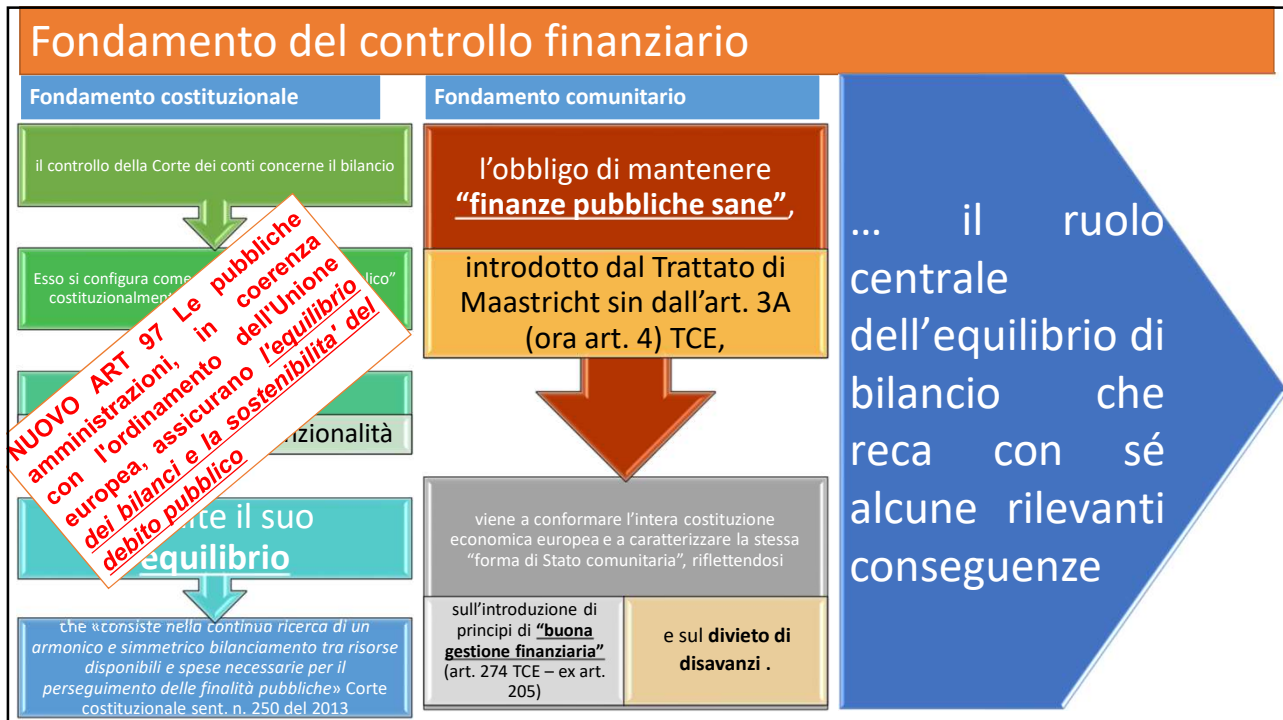 Fondamento del controllo finanziario
Fondamento costituzionale
il controllo della Corte dei conti concerne il bilancio
Esso si configura come lico”
costituzionalmente
nzionalità
nte il suo
equilibrio
che «consiste nella continua ricerca di un
armonico e simmetrico bilanciamento tra risorse
disponibili e spese necessarie per il
perseguimento delle finalità pubbliche» Corte
costituzionale sent. n. 250 del 2013
NUOVO ART 97 Le pubbliche
amministrazioni, in coerenza
con l'ordinamento dell'Unione
europea, assicurano l'equilibrio
dei bilanci e la sostenibilita' del
debito pubblico
Fondamento comunitario
l’obbligo di mantenere
“finanze pubbliche sane”,
introdotto dal Trattato di
Maastricht sin dall’art. 3A
(ora art. 4) TCE,
viene a conformare l’intera costituzione
economica europea e a caratterizzare la stessa
“forma di Stato comunitaria”, riflettendosi
sull’introduzione di
principi di “buona
gestione finanziaria”
(art. 274 TCE – ex art.
205)
e sul divieto di
disavanzi .
… il ruolo
centrale
dell’equilibrio di
bilancio che
reca con sé
alcune rilevanti
conseguenze